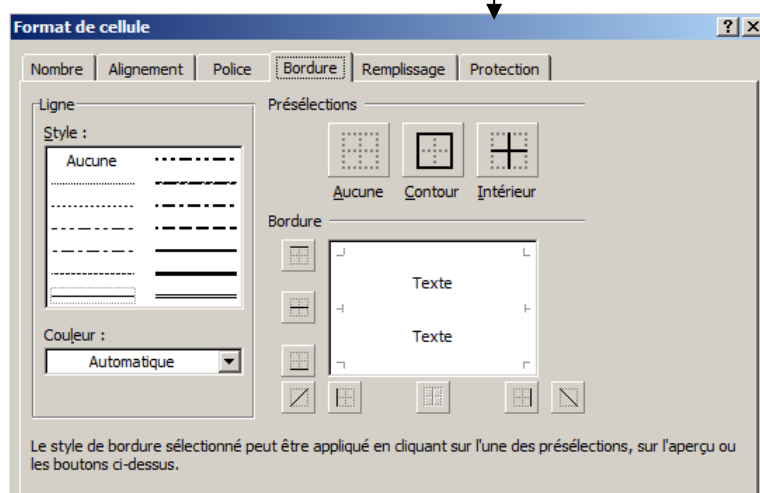 Format de cellule
Nombre Alignement Police Bordure Remplissage Protection
Ligne
Style :
Aucune
Couleur :
Automatique
Présélections
Aucune Contour Intérieur
Bordure
Texte
Texte
Le style de bordure sélectionné peut être appliqué en cliquant sur l'une des présélections, sur l'aperçu ou
les boutons ci-dessus.